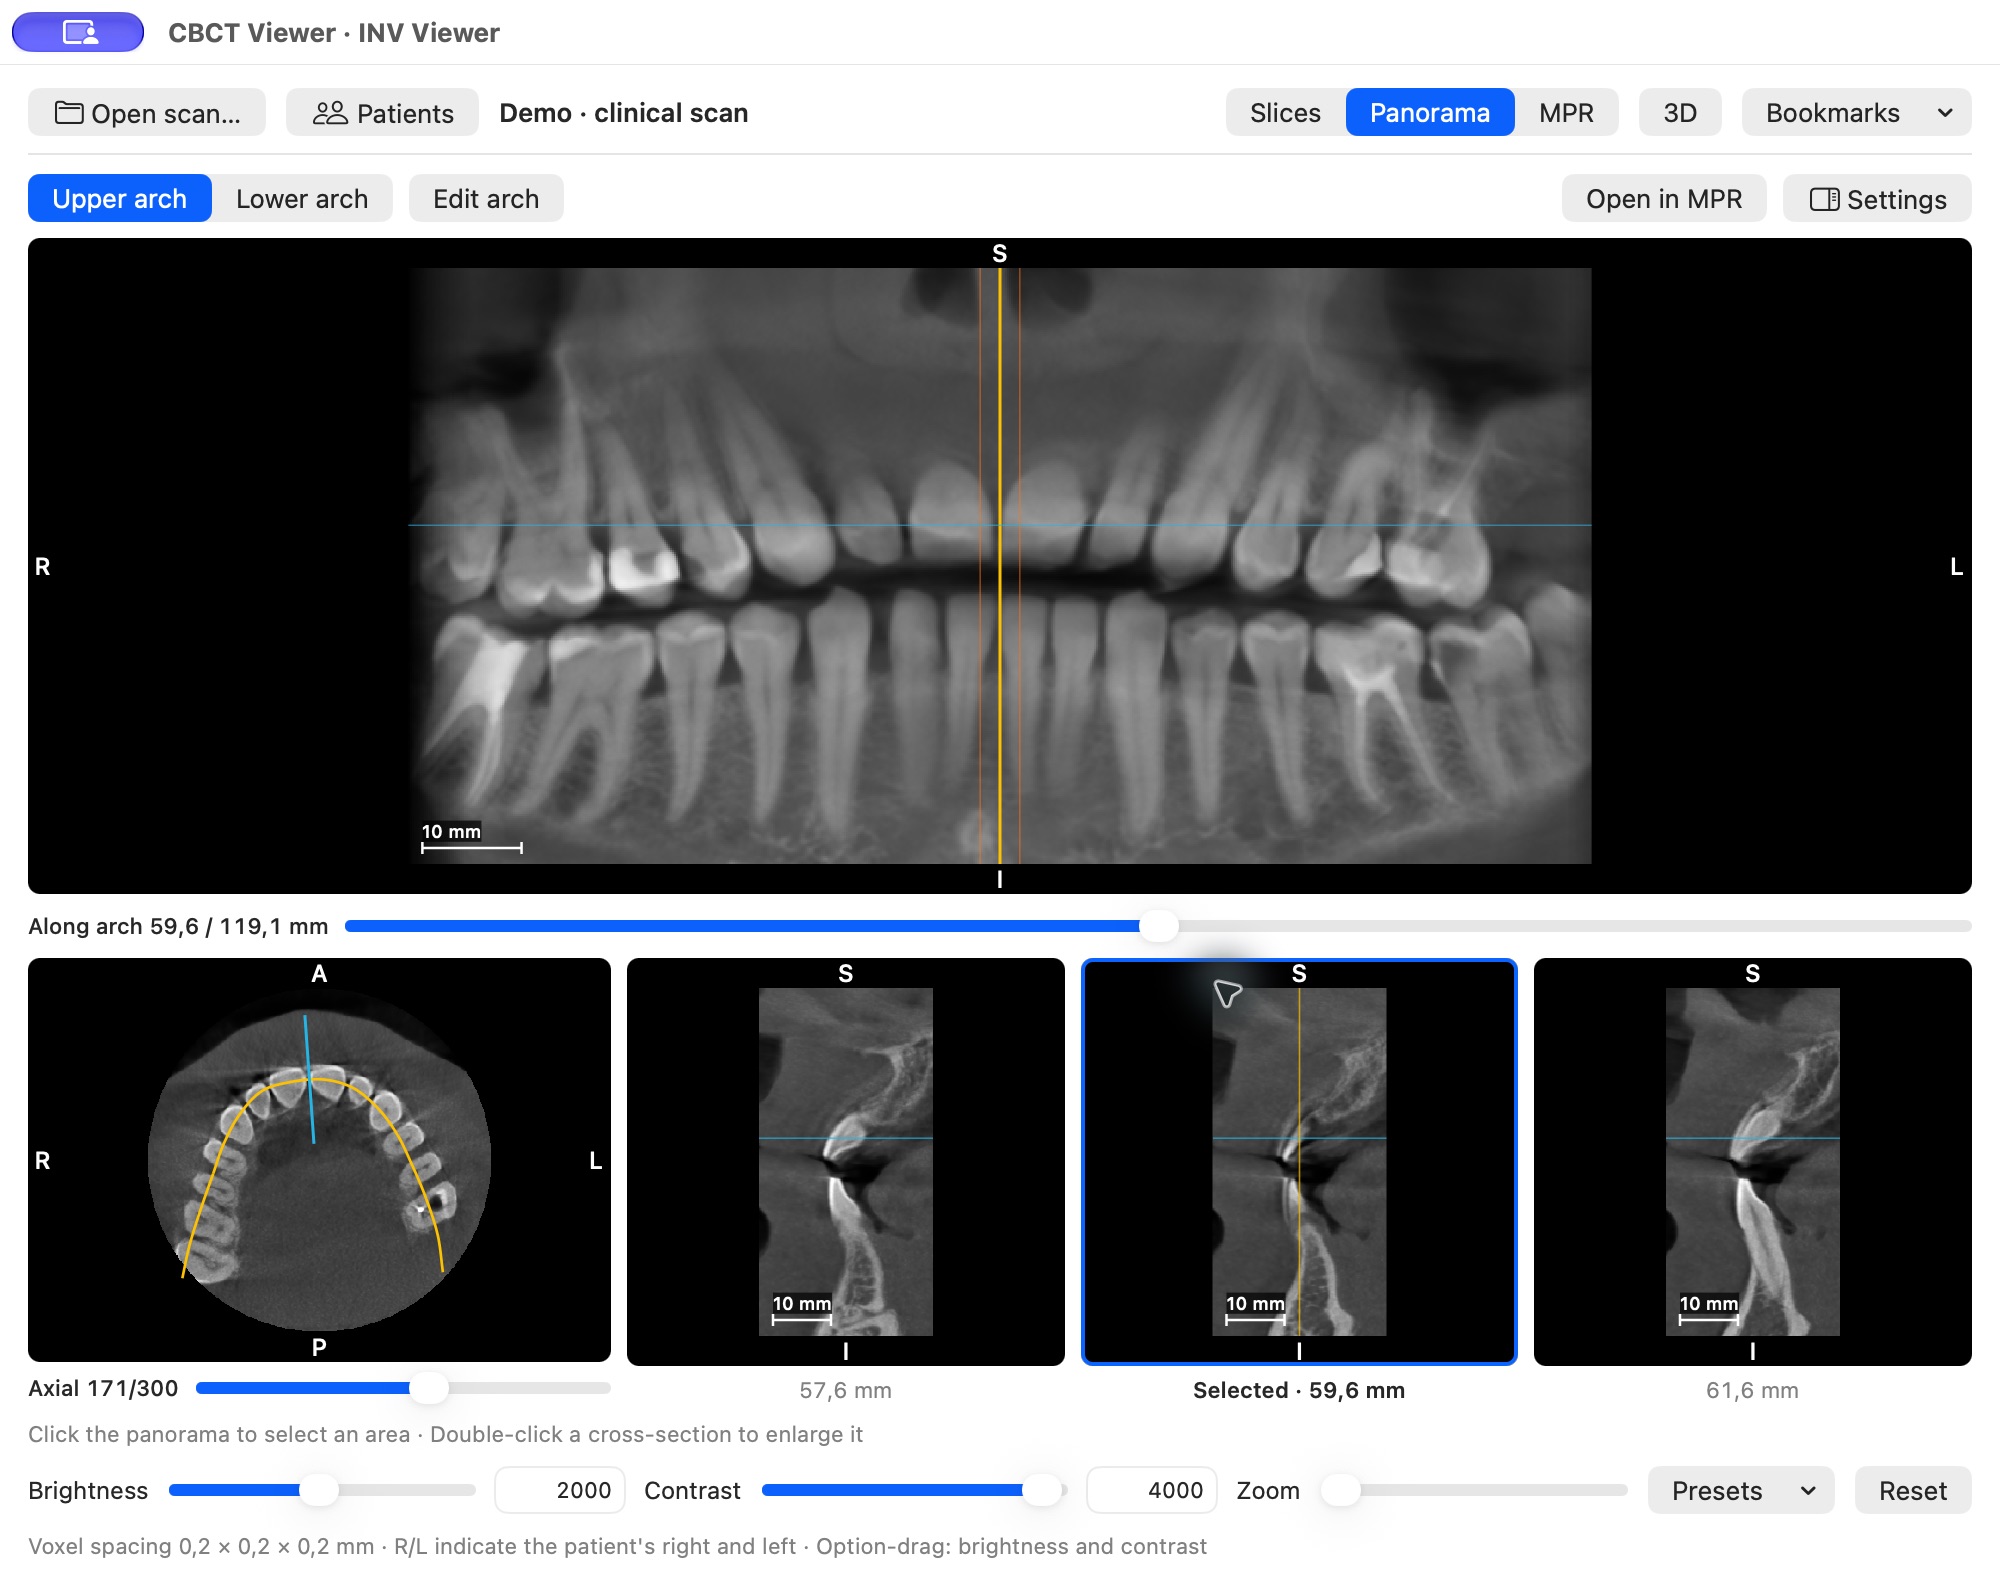 CBCT Viewer · INV Viewer
Open scan... Patients Demo · clinical scan Slices Panorama MPR 3D Bookmarks
Upper arch Lower arch Edit arch Open in MPR Settings
S
R L
10 mm
I
Along arch 59,6 / 119,1 mm
A S S S
R L
10 mm 10 mm 10 mm
P I I I
Axial 171/300 57,6 mm Selected · 59,6 mm 61,6 mm
Click the panorama to select an area · Double-click a cross-section to enlarge it
Brightness 2000 Contrast 4000 Zoom Presets Reset
Voxel spacing 0,2 × 0,2 × 0,2 mm · R/L indicate the patient's right and left · Option-drag: brightness and contrast